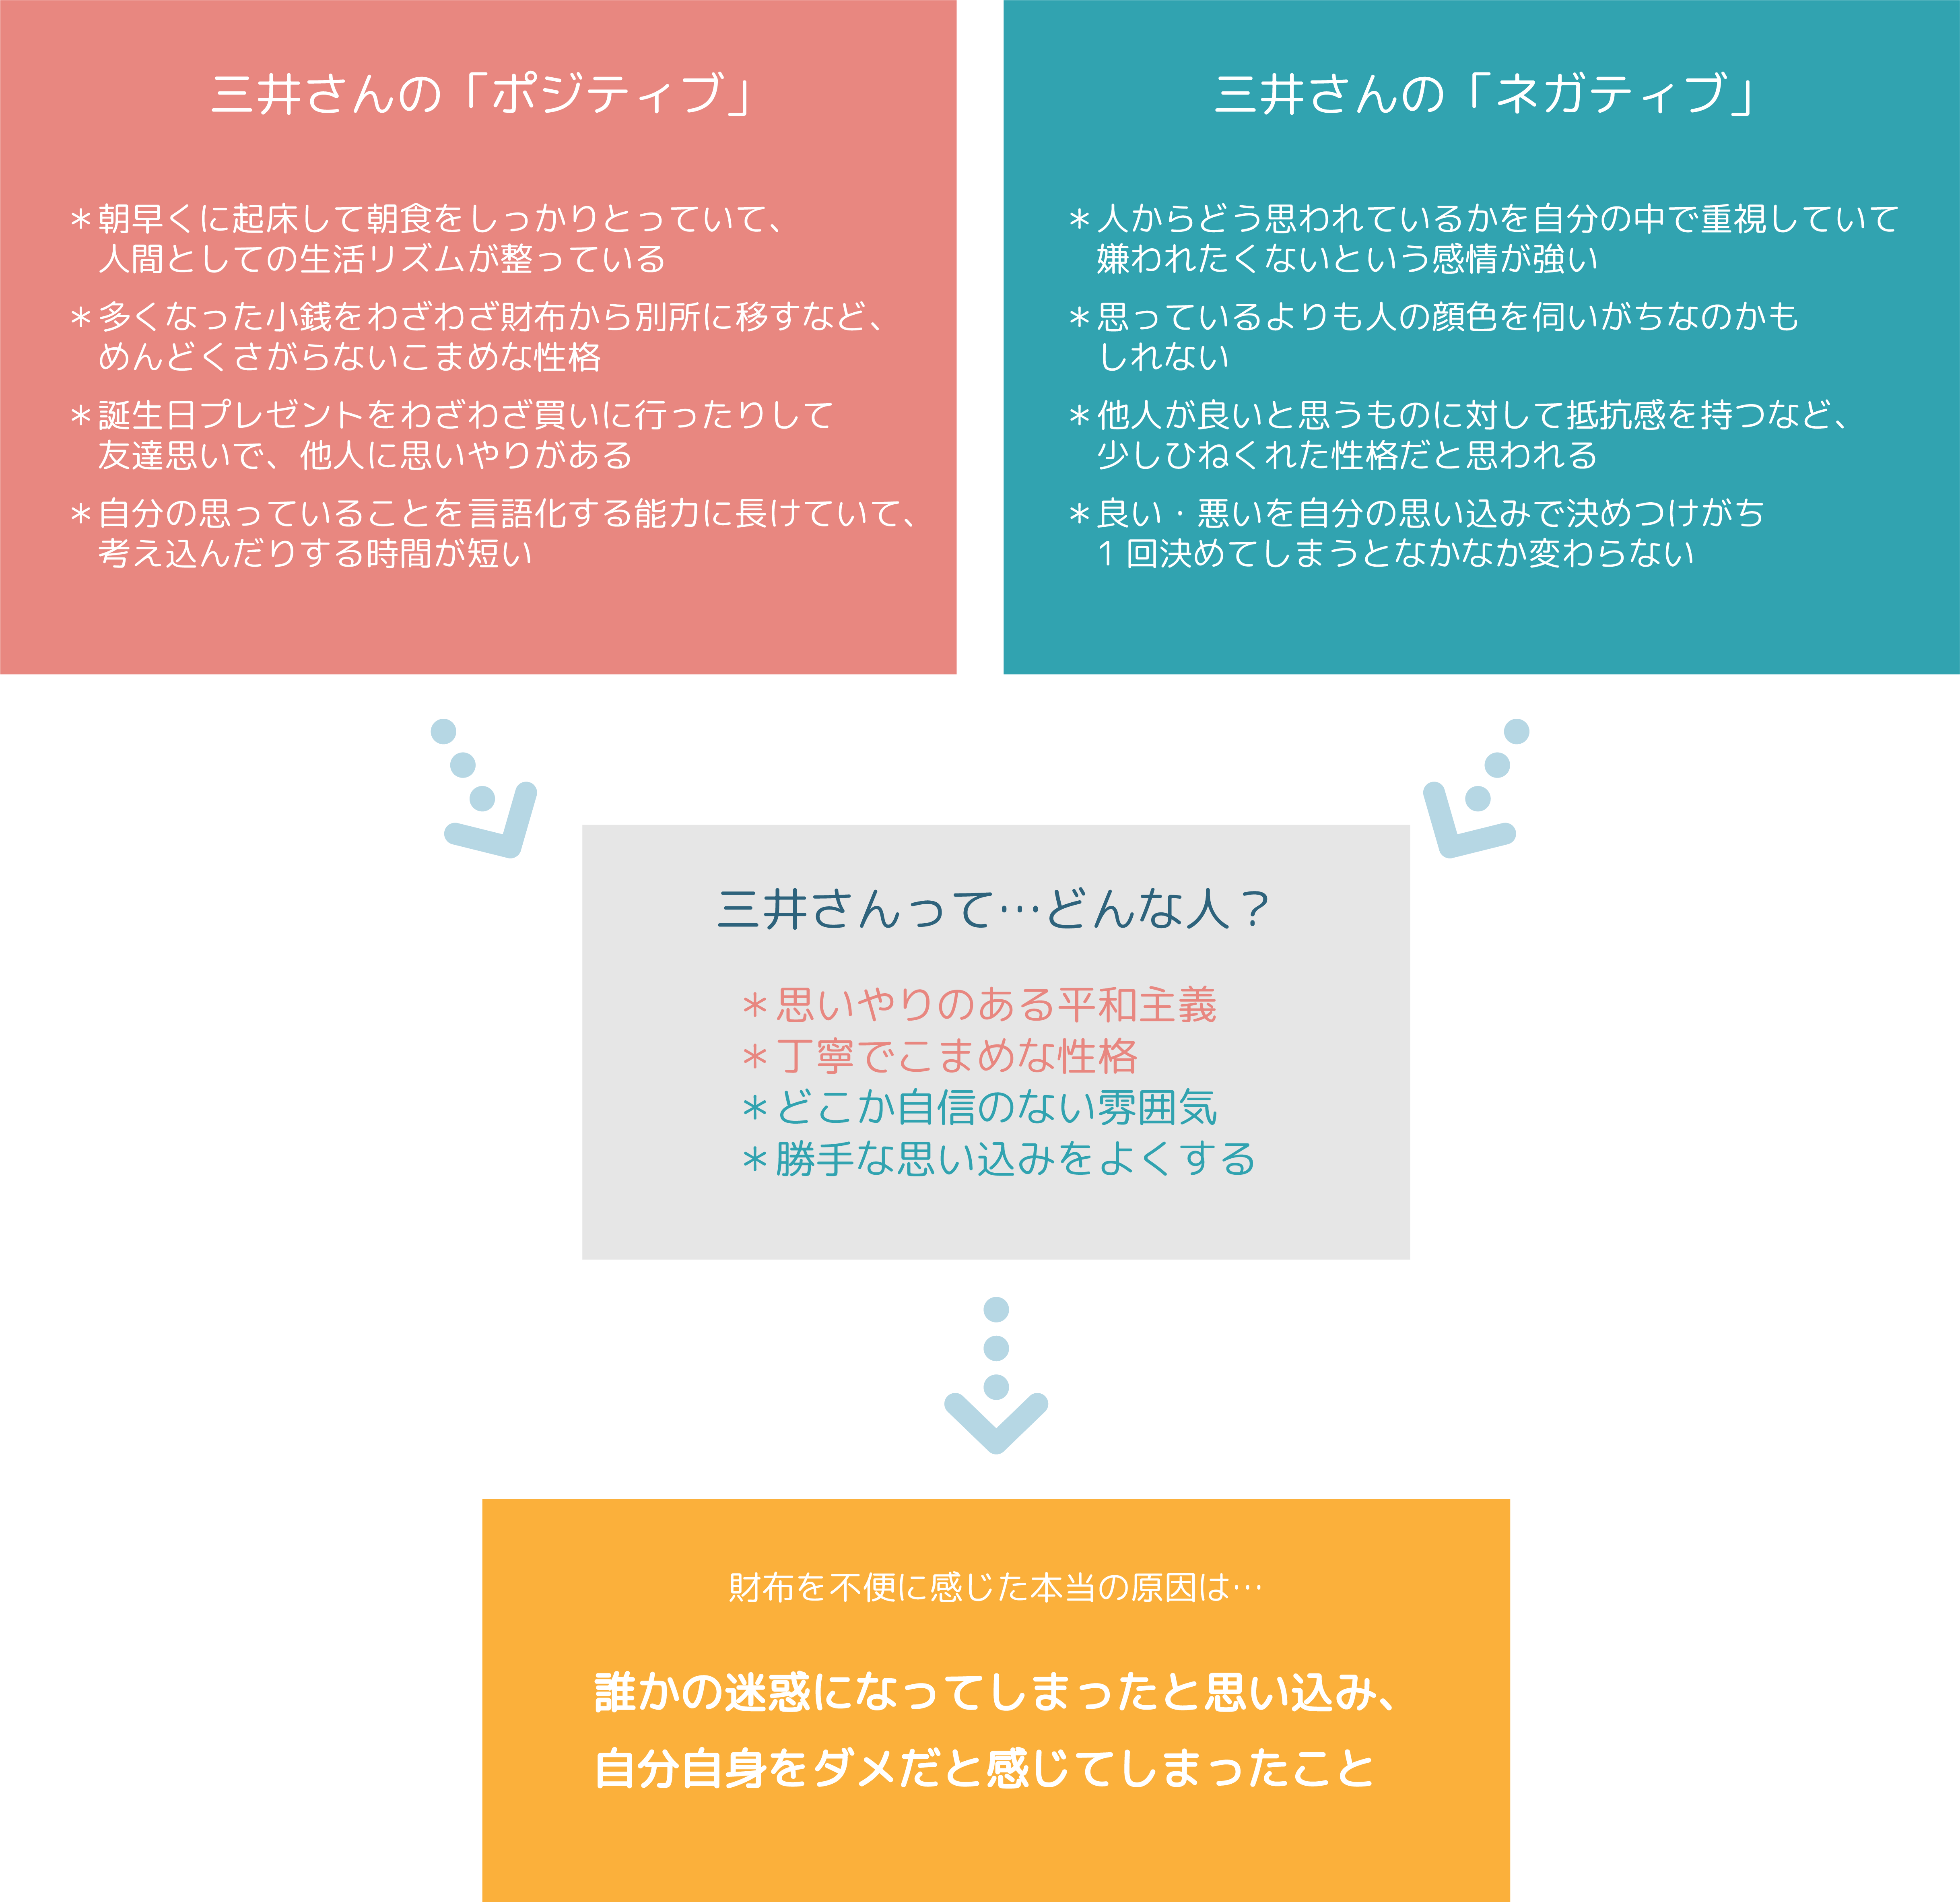 三井さんの「ポジティブ」
＊朝早くに起床して朝食をしっかりとっていて、
人間としての生活リズムが整っている
＊多くなった小銭をわざわざ財布から別所に移すなど、
めんどくさがらないこまめな性格
＊誕生日プレゼントをわざわざ買いに行ったりして
友達思いで、他人に思いやりがある
＊自分の思っていることを言語化する能力に長けていて、
考え込んだりする時間が短い
三井さんの「ネガティブ」
＊人からどう思われているかを自分の中で重視していて
嫌われたくないという感情が強い
＊思っているよりも人の顔色を伺いがちなのかも
しれない
＊他人が良いと思うものに対して抵抗感を持つなど、
少しひねくれた性格だと思われる
＊良い・悪いを自分の思い込みで決めつけがち
１回決めてしまうとなかなか変わらない
三井さんって…どんな人？
＊思いやりのある平和主義
＊丁寧でこまめな性格
＊どこか自信のない雰囲気
＊勝手な思い込みをよくする
財布を不便に感じた本当の原因は…
誰かの迷惑になってしまったと思い込み、
自分自身をダメだと感じてしまったこと